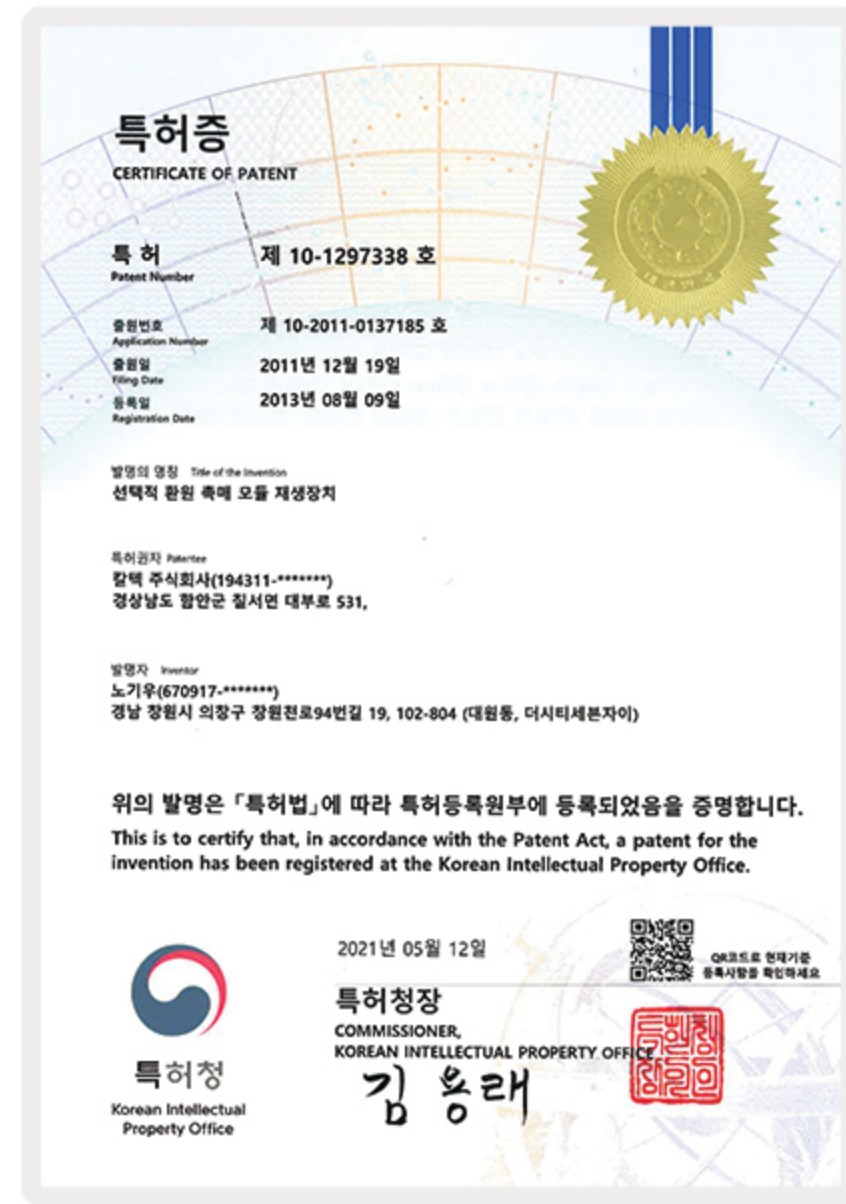 특허증
CERTIFICATE OF PATENT
특 허 제 10-1297338 호
Patent Number
출원번호 제 10-2011-0137185 호
Application Number
출원일 2011년 12월 19일
Filing Date
등록일 2013년 08월 09일
Registration Date
발명의 명칭 Title of the Invention
선택적 환원 촉매 모듈 재생장치
특허권자 Patentee
칼텍 주식회사(194311-*******)
경상남도 함안군 칠서면 대부로 531,
발명자 Inventor
노기우(670917-*******)
경남 창원시 의창구 창원천로94번길 19, 102-804 (대원동, 더시티세븐자이)
위의 발명은 「특허법」에 따라 특허등록원부에 등록되었음을 증명합니다.
This is to certify that, in accordance with the Patent Act, a patent for the
invention has been registered at the Korean Intellectual Property Office.
2021년 05월 12일
QR코드로 현재기준
등록사항을 확인하세요
특허청장
COMMISSIONER,
KOREAN INTELLECTUAL PROPERTY OFFICE
김용래
특허청
Korean Intellectual
Property Office